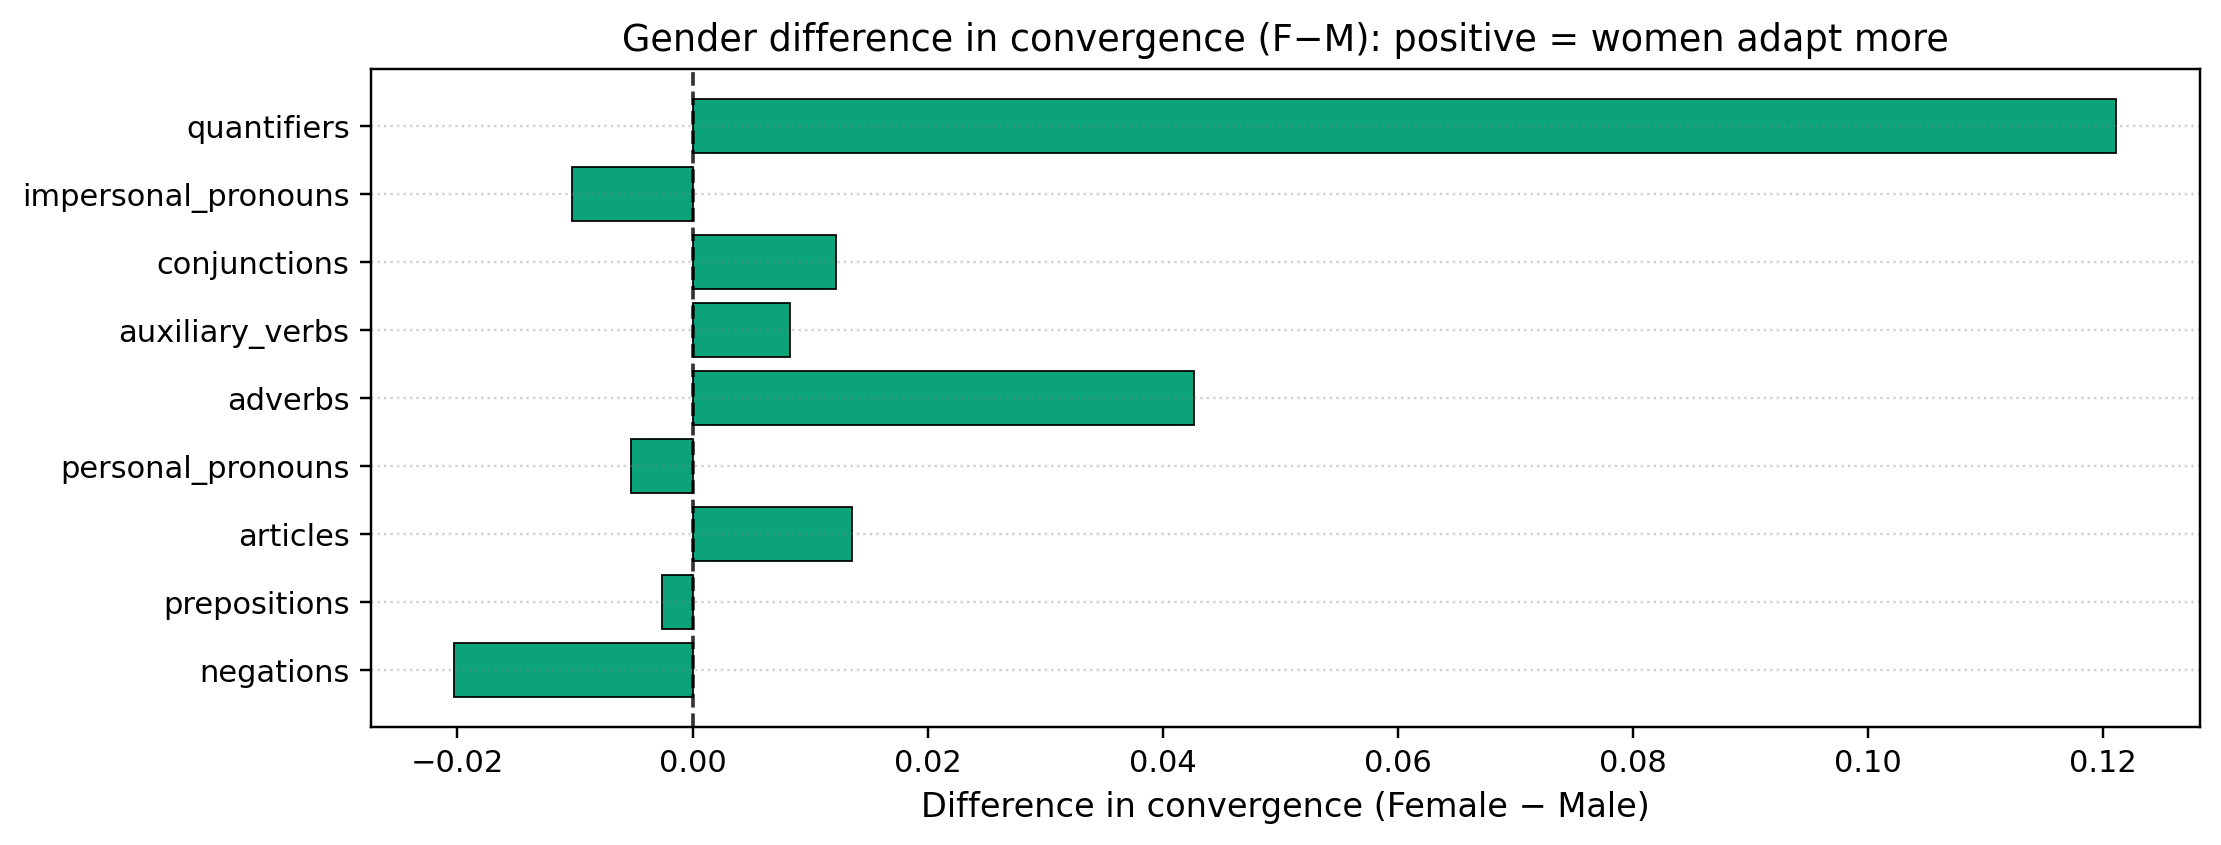 Gender difference in convergence (F−M): positive = women adapt more
quantifiers
impersonal_pronouns
conjunctions
auxiliary_verbs
adverbs
personal_pronouns
articles
prepositions
negations
−0.02 0.00 0.02 0.04 0.06 0.08 0.10 0.12
Difference in convergence (Female − Male)